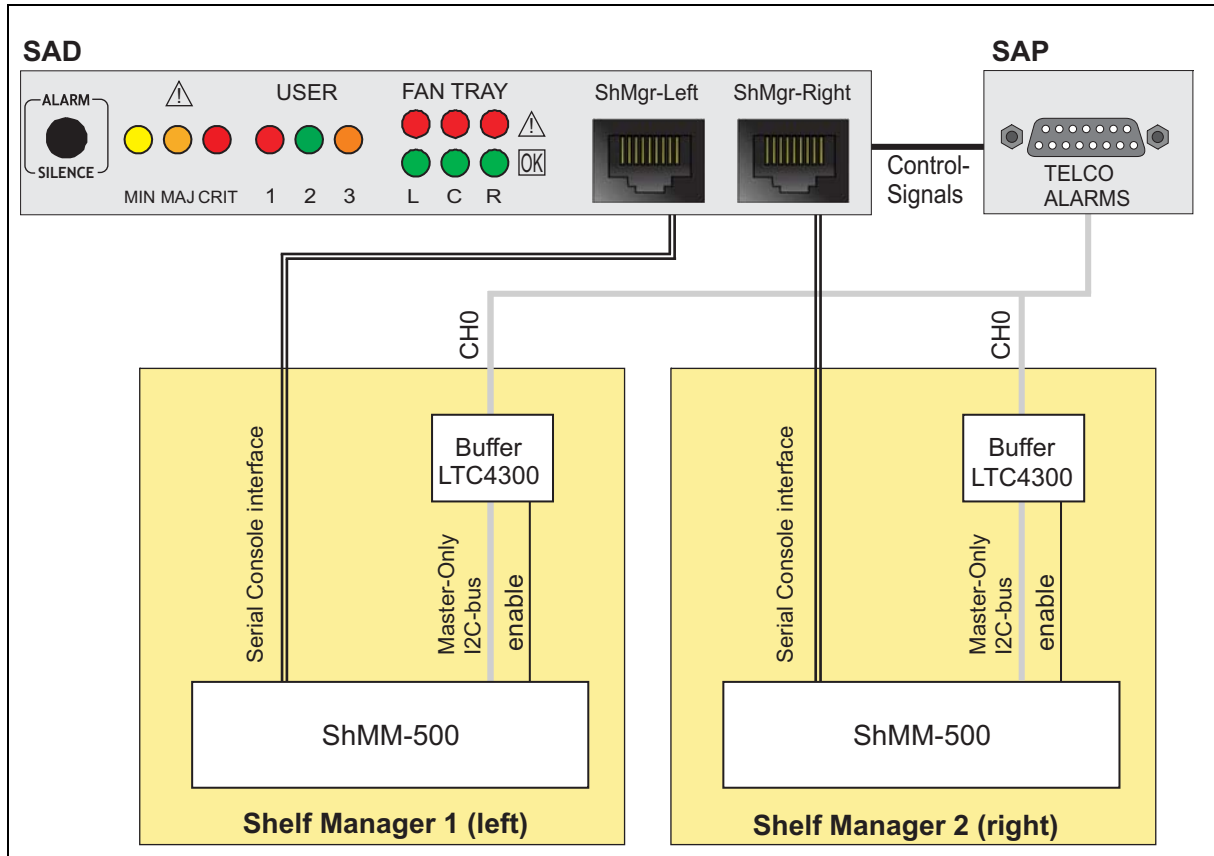 SAD
SAP
ALARM
SILENCE
MIN MAJ CRIT
USER
1 2 3
FAN TRAY
OK
L C R
ShMgr-Left
ShMgr-Right
Control-
Signals
TELCO
ALARMS
CH0
CH0
Serial Console interface
Buffer
LTC4300
Master-Only
I2C-bus
enable
ShMM-500
Shelf Manager 1 (left)
Serial Console interface
Buffer
LTC4300
Master-Only
I2C-bus
enable
ShMM-500
Shelf Manager 2 (right)